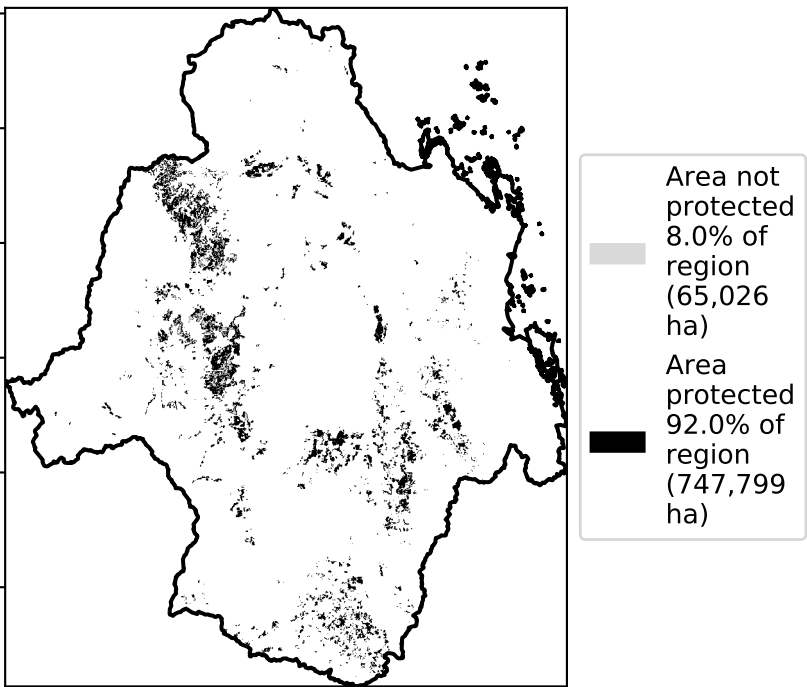 Area not
protected
8.0% of
region
(65,026
ha)
Area
protected
92.0% of
region
(747,799
ha)